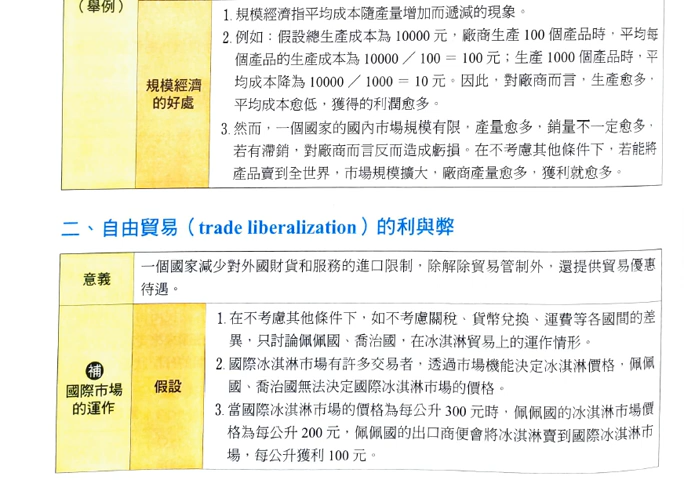 （舉例）
規模經濟
的好處
1. 規模經濟指平均成本隨產量增加而遞減的現象。
2. 例如：假設總生產成本為 10000 元，廠商生產 100 個產品時，平均每
個產品的生產成本為 10000／100＝100 元；生產 1000 個產品時，平
均成本降為 10000／1000＝10 元。因此，對廠商而言，生產愈多，
平均成本愈低，獲得的利潤愈多。
3. 然而，一個國家的國內市場規模有限，產量愈多，銷量不一定愈多，
若有滯銷，對廠商而言反而造成虧損。在不考慮其他條件下，若能將
產品賣到全世界，市場規模擴大，廠商產量愈多，獲利就愈多。
二、自由貿易（trade liberalization）的利與弊
意義
一個國家減少對外國財貨和服務的進口限制，除解除貿易管制外，還提供貿易優惠
待遇。
補
國際市場
的運作
假設
1. 在不考慮其他條件下，如不考慮關稅、貨幣兌換、運費等各國間的差
異，只討論佩佩國、喬治國，在冰淇淋貿易上的運作情形。
2. 國際冰淇淋市場有許多交易者，透過市場機能決定冰淇淋價格，佩佩
國、喬治國無法決定國際冰淇淋市場的價格。
3. 當國際冰淇淋市場的價格為每公升 300 元時，佩佩國的冰淇淋市場價
格為每公升 200 元，佩佩國的出口商便會將冰淇淋賣到國際冰淇淋市
場，每公升獲利 100 元。